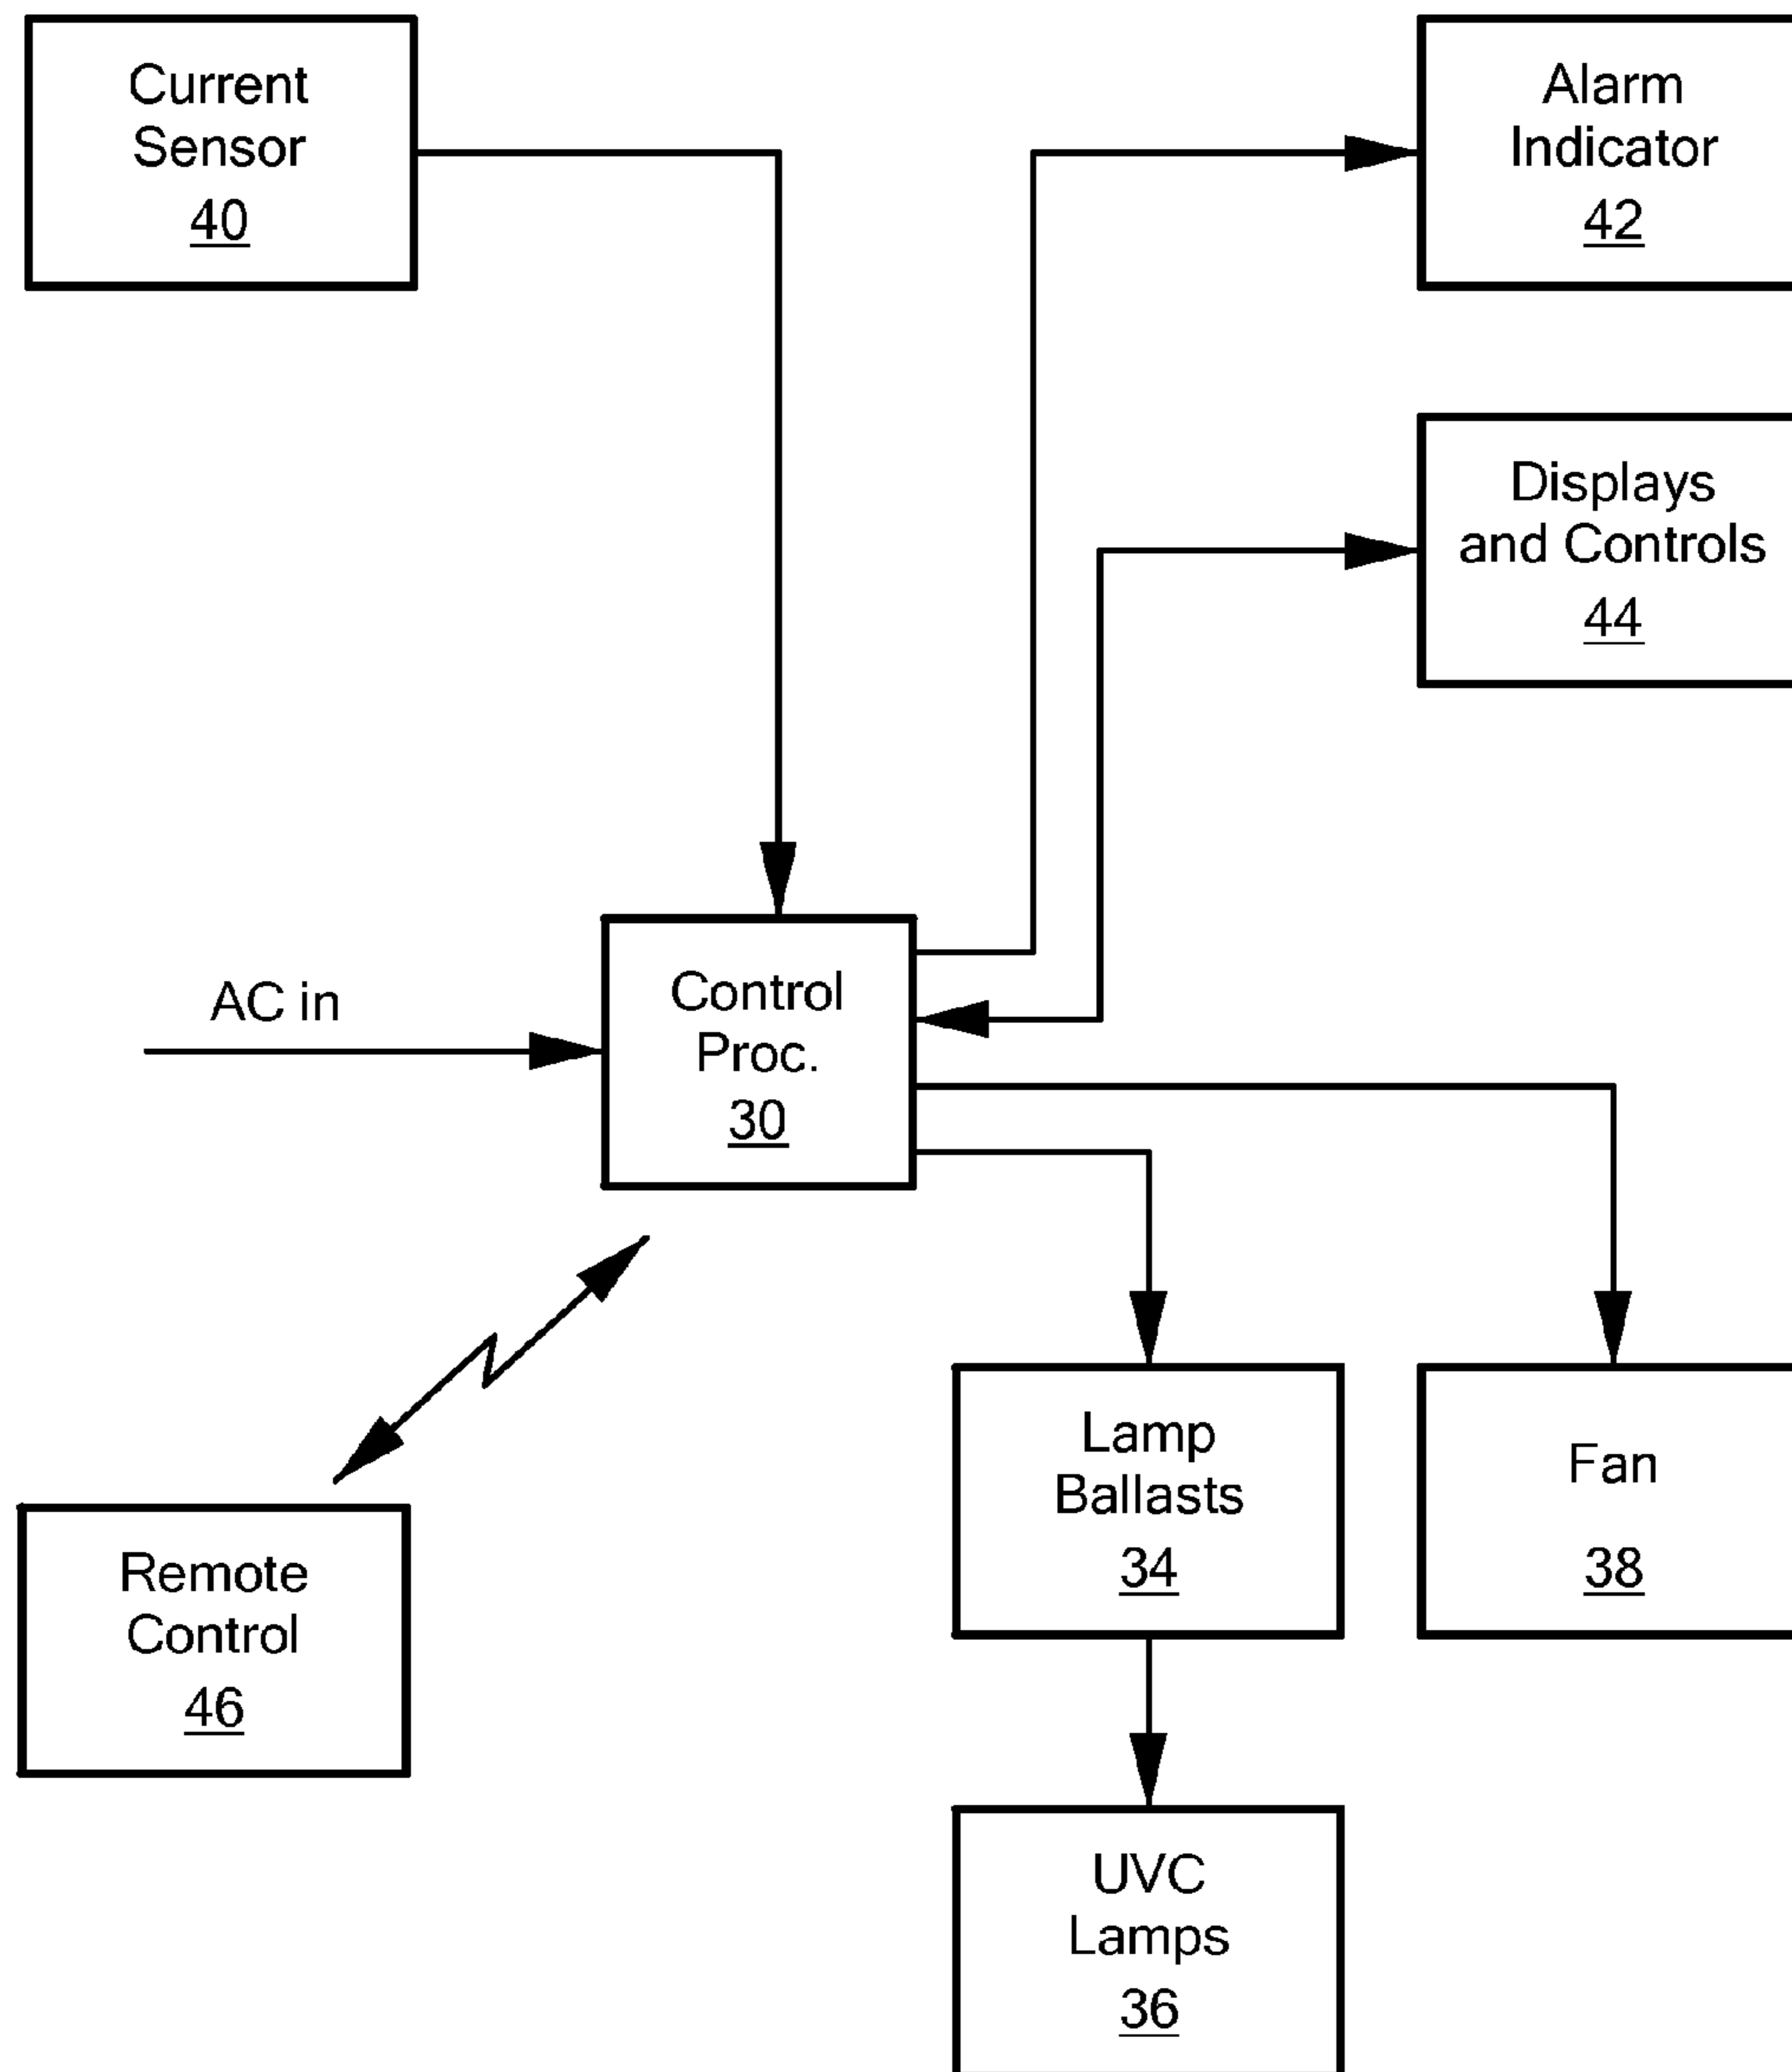 Current
Sensor
40
Alarm
Indicator
42
Displays
and Controls
44
AC in
Control
Proc.
30
Lamp
Ballasts
34
Fan
38
Remote
Control
46
UVC
Lamps
36